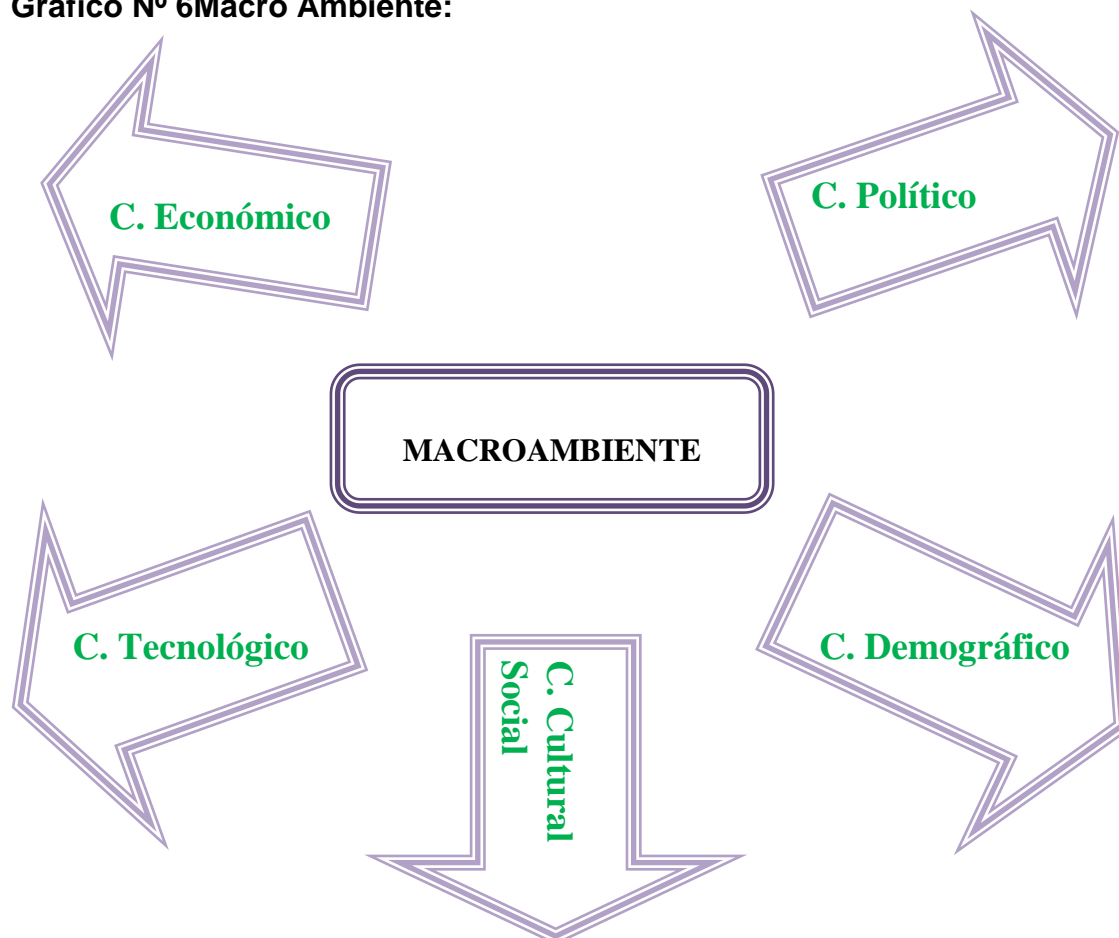 Gráfico Nº 6Macro Ambiente:
C. Económico
C. Político
MACROAMBIENTE
C. Tecnológico
C. Cultural
Social
C. Demográfico